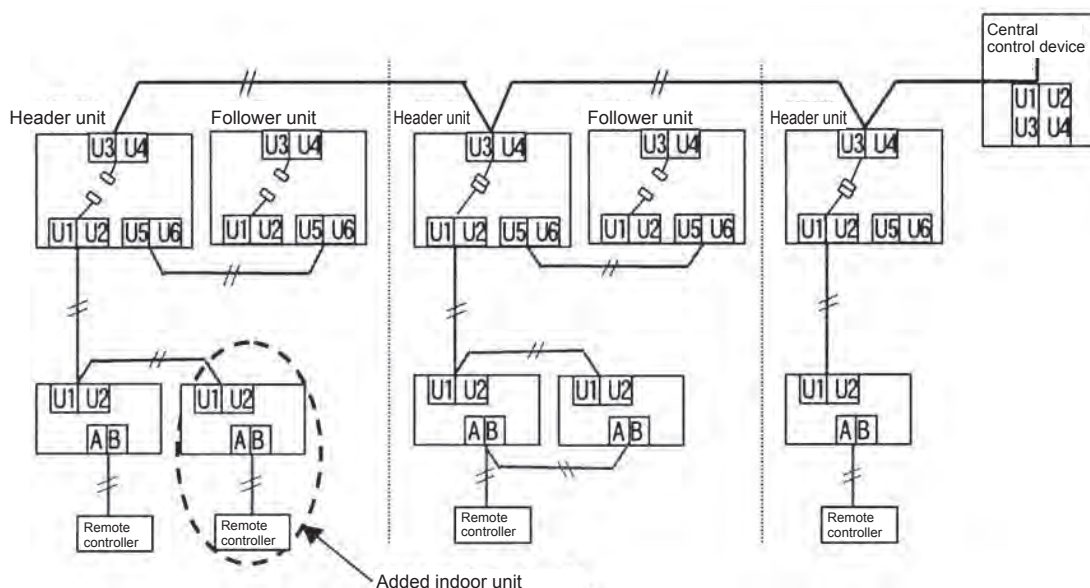 Central
control device
U1 U2
U3 U4
Header unit
Follower unit
Header unit
Follower unit
Header unit
U3 U4
U3 U4
U3 U4
U3 U4
U3 U4
U1 U2 U5 U6
U1 U2 U5 U6
U1 U2 U5 U6
U1 U2 U5 U6
U1 U2 U5 U6
U1 U2
U1 U2
U1 U2
U1 U2
U1 U2
A B
A B
A B
A B
A B
Remote
controller
Remote
controller
Remote
controller
Remote
controller
Added indoor unit